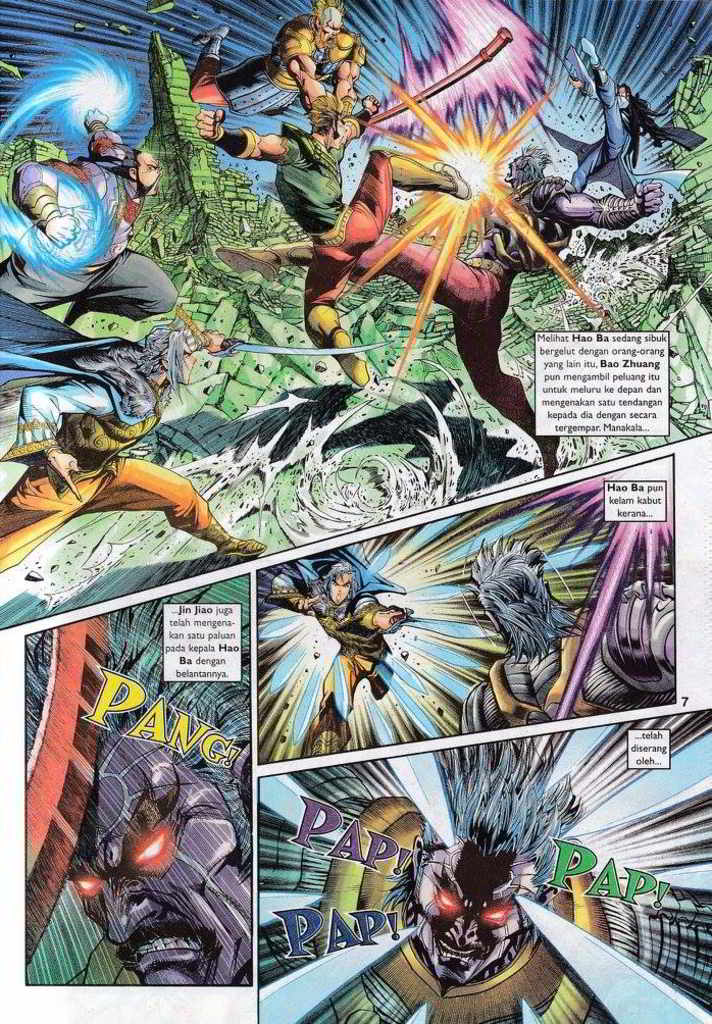 Melihat Hao Ba sedang sibuk
bergelut dengan orang-orang
yang lain itu, Bao Zhuang
pun mengambil peluang itu
untuk meluru ke depan dan
mengenakan satu tendangan
kepada dia dengan secara
tergempar. Manakala...
Hao Ba pun
kelam kabut
kerana...
...Jin Jiao juga
telah mengena-
kan satu paluan
pada kepala Hao
Ba dengan
belantannya.
PANG!
7
...telah
diserang
oleh...
PAP
PAP!
PAP!
PAP!